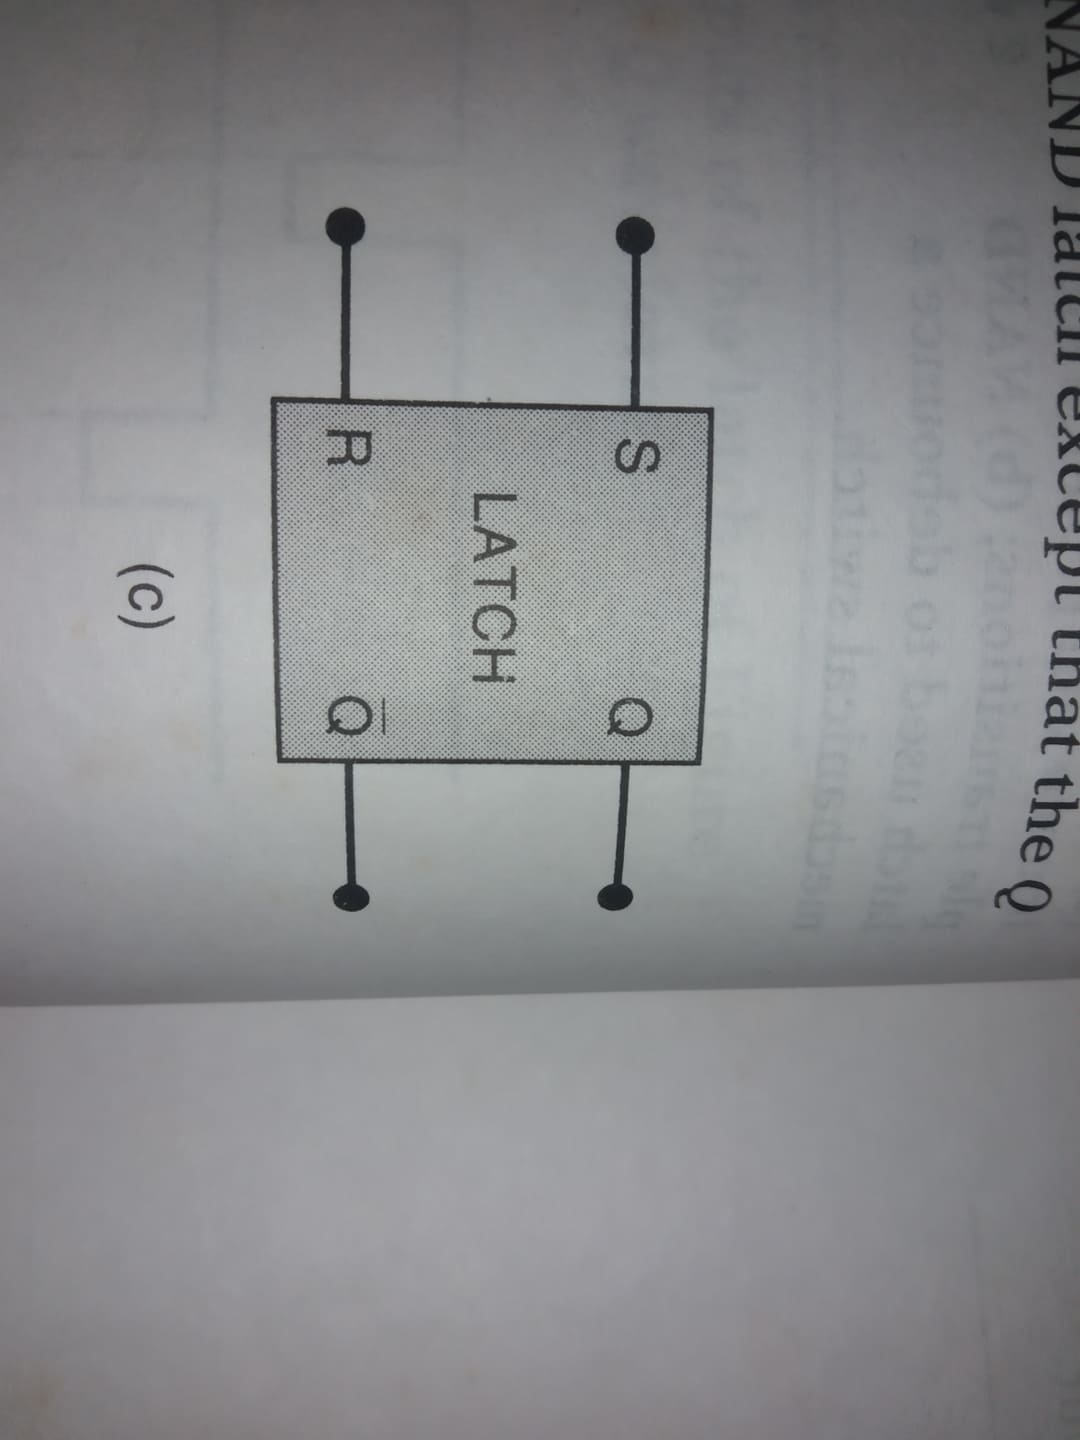 NAND latch except that the Q
S Q
LATCH
R Q̅
(c)